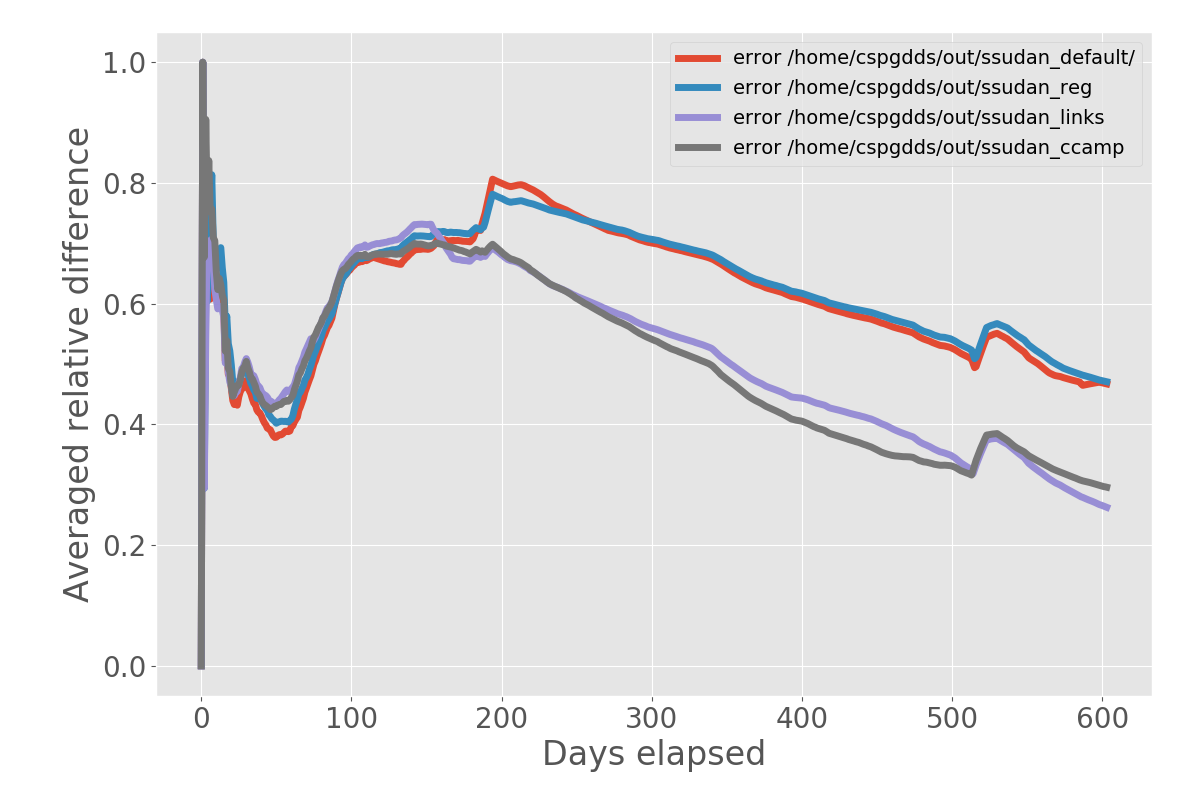 error /home/cspgdds/out/ssudan_default/
error /home/cspgdds/out/ssudan_reg
error /home/cspgdds/out/ssudan_links
error /home/cspgdds/out/ssudan_ccamp
Averaged relative difference
1.0
0.8
0.6
0.4
0.2
0.0
0 100 200 300 400 500 600
Days elapsed